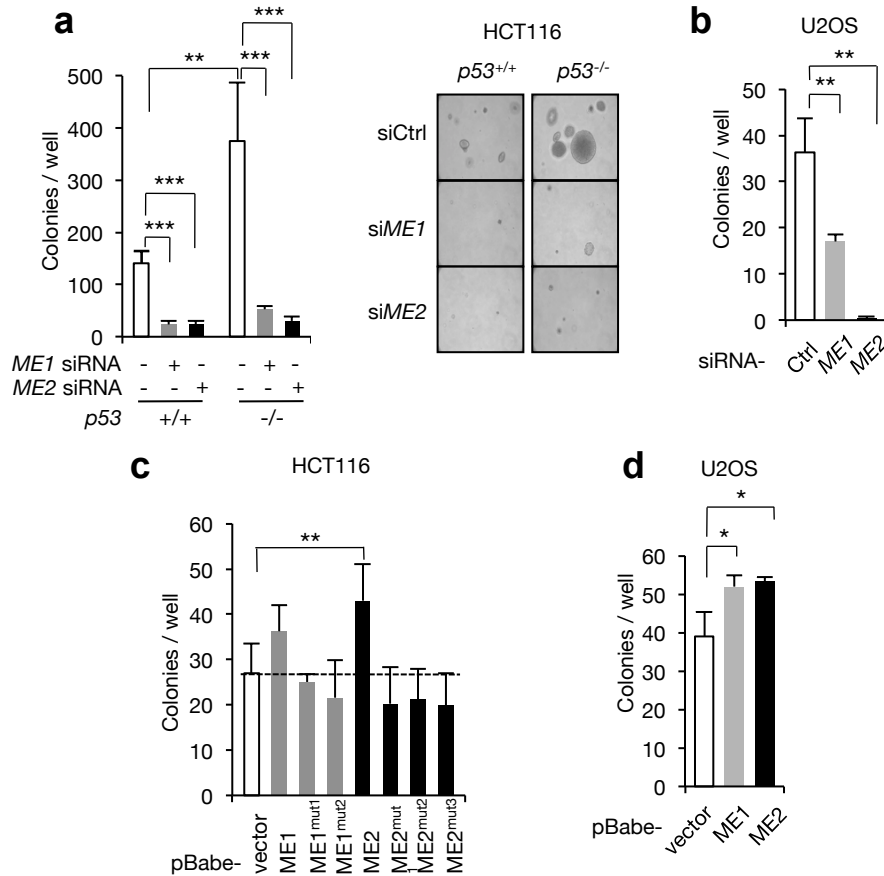 a
***
***
**
***
***
Colonies / well
500
400
300
200
100
0
ME1 siRNA - + - - + -
ME2 siRNA - - + - - +
p53 +/+ -/-
HCT116
p53+/+ p53-/-
siCtrl
siME1
siME2
b
U2OS
**
**
Colonies / well
50
40
30
20
10
0
siRNA- Ctrl ME1 ME2
c
HCT116
**
Colonies / well
60
50
40
30
20
10
0
pBabe- vector ME1 ME1mut1 ME1mut2 ME2 ME2mut1 ME2mut2 ME2mut3
d
U2OS
*
*
Colonies / well
60
50
40
30
20
10
0
pBabe- vector ME1 ME2